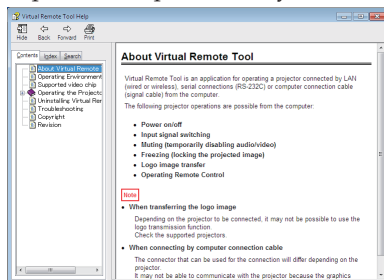 Virtual Remote Tool Help
Hide Back Forward Print
Contents Index Search
About Virtual Remote
Operating Environment
Supported video chip
Operating the Projecto
Uninstalling Virtual Rer
Troubleshooting
Copyright
Revision
About Virtual Remote Tool
Virtual Remote Tool is an application for operating a projector connected by LAN
(wired or wireless), serial connections (RS-232C) or computer connection cable
(signal cable) from the computer.
The following projector operations are possible from the computer:
• Power on/off
• Input signal switching
• Muting (temporarily disabling audio/video)
• Freezing (locking the projected image)
• Logo image transfer
• Operating Remote Control
Note
• When transferring the logo image
Depending on the projector to be connected, it may not be possible to use the
logo transmission function.
Check the supported projectors.
• When connecting by computer connection cable
The connector that can be used for the connection will differ depending on the
projector.
It may not be able to communicate with the projector because the graphics